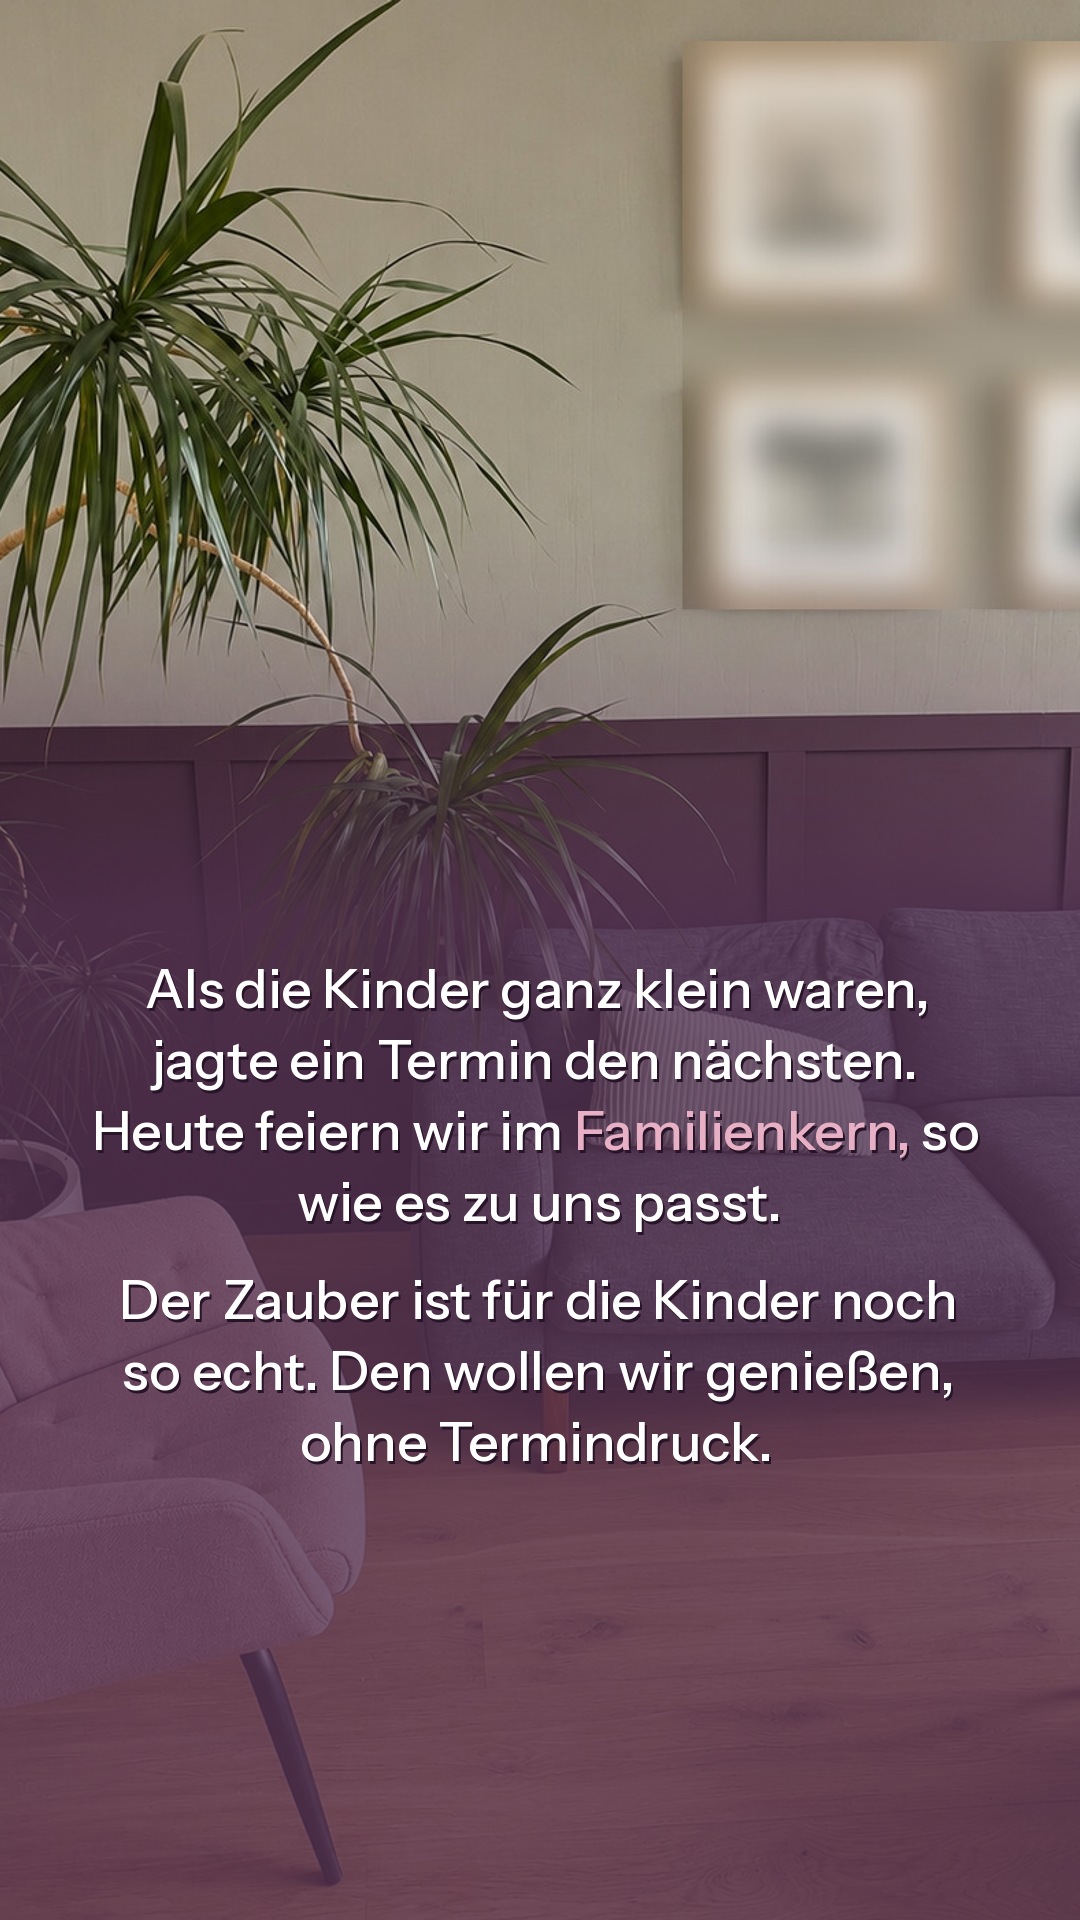 Als die Kinder ganz klein waren,
jagte ein Termin den nächsten.
Heute feiern wir im Familienkern, so
wie es zu uns passt.
Der Zauber ist für die Kinder noch
so echt. Den wollen wir genießen,
ohne Termindruck.